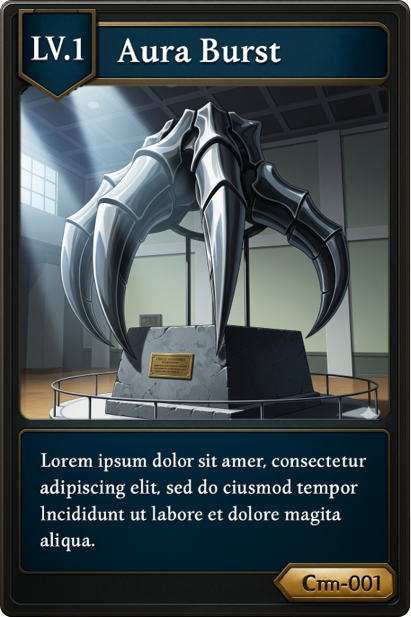 LV.1
Aura Burst
Lorem ipsum dolor sit amer, consectetur
adipiscing elit, sed do ciusmod tempor
lncididunt ut labore et dolore magita
aliqua.
Crm-001